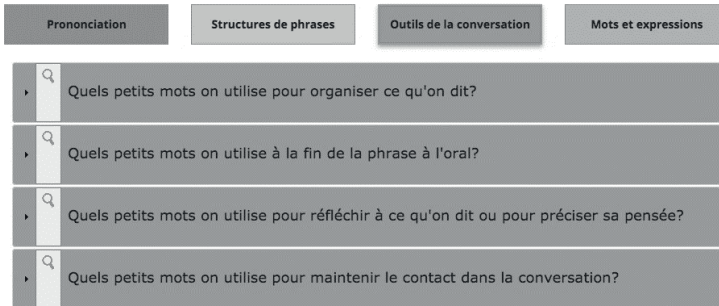 Prononciation
Structures de phrases
Outils de la conversation
Mots et expressions
Quels petits mots on utilise pour organiser ce qu'on dit?
Quels petits mots on utilise à la fin de la phrase à l'oral?
Quels petits mots on utilise pour réfléchir à ce qu'on dit ou pour préciser sa pensée?
Quels petits mots on utilise pour maintenir le contact dans la conversation?